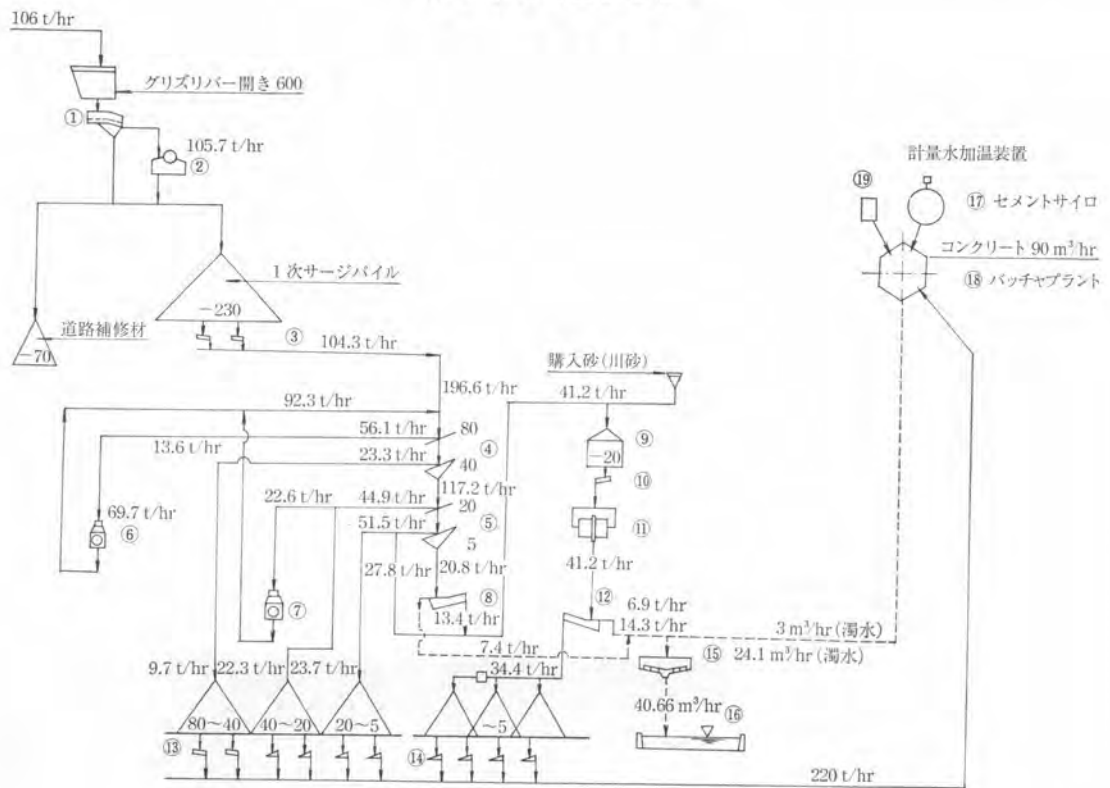 106 t/hr
グリズリバー開き 600
①
105.7 t/hr
②
計量水加温装置
⑲
⑰ セメントサイロ
コンクリート 90 m³/hr
⑱ バッチャプラント
1次サージパイル
-230
道路補修材
-70
③
104.3 t/hr
購入砂(川砂)
196.6 t/hr
41.2 t/hr
92.3 t/hr
56.1 t/hr
80
⑨
13.6 t/hr
23.3 t/hr
④
-20
40
117.2 t/hr
⑩
22.6 t/hr
44.9 t/hr
20
69.7 t/hr
51.5 t/hr
⑤
⑪
⑥
5
27.8 t/hr
20.8 t/hr
41.2 t/hr
⑧
⑫
⑦
13.4 t/hr
6.9 t/hr
14.3 t/hr
3 m³/hr (濁水)
7.4 t/hr
⑮
24.1 m³/hr (濁水)
9.7 t/hr
22.3 t/hr
23.7 t/hr
34.4 t/hr
40.66 m³/hr
⑯
80~40
40~20
20~5
~5
⑬
⑭
220 t/hr